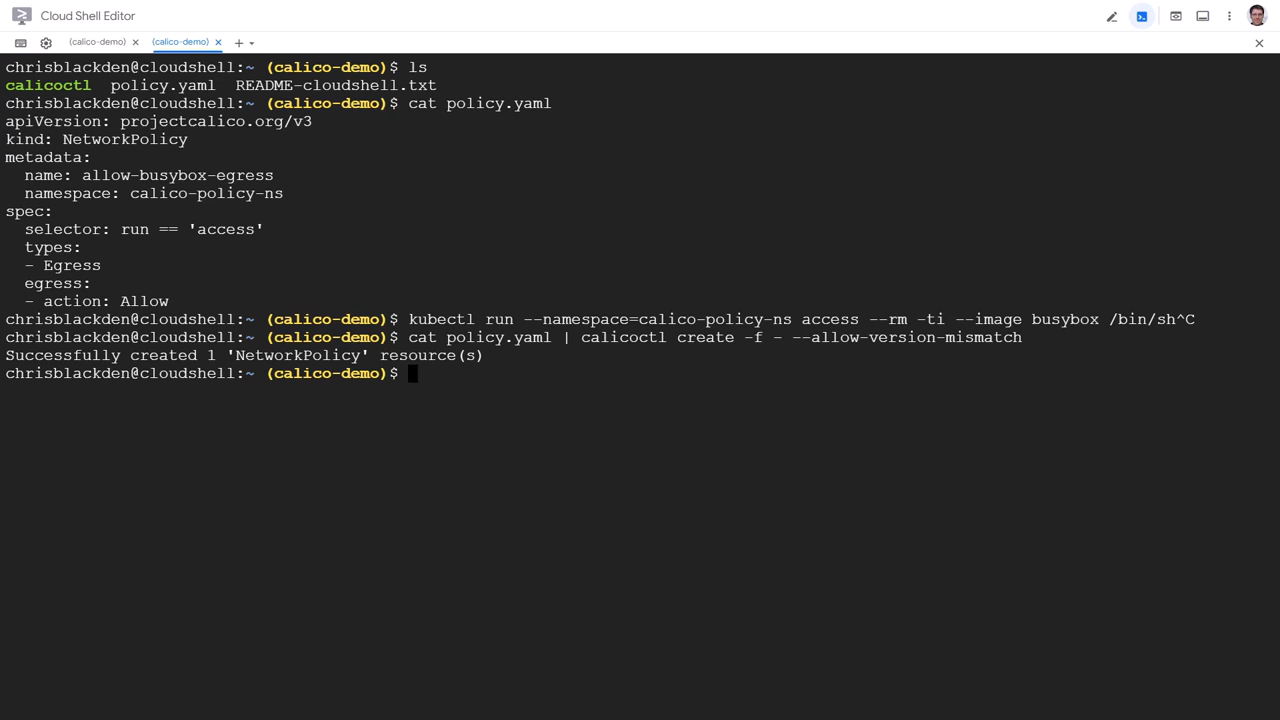 Cloud Shell Editor
(calico-demo) × (calico-demo) × +
chrisblackden@cloudshell:~ (calico-demo)$ ls
calicoctl  policy.yaml  README-cloudshell.txt
chrisblackden@cloudshell:~ (calico-demo)$ cat policy.yaml
apiVersion: projectcalico.org/v3
kind: NetworkPolicy
metadata:
  name: allow-busybox-egress
  namespace: calico-policy-ns
spec:
  selector: run == 'access'
  types:
  - Egress
  egress:
  - action: Allow
chrisblackden@cloudshell:~ (calico-demo)$ kubectl run --namespace=calico-policy-ns access --rm -ti --image busybox /bin/sh^C
chrisblackden@cloudshell:~ (calico-demo)$ cat policy.yaml | calicoctl create -f - --allow-version-mismatch
Successfully created 1 'NetworkPolicy' resource(s)
chrisblackden@cloudshell:~ (calico-demo)$